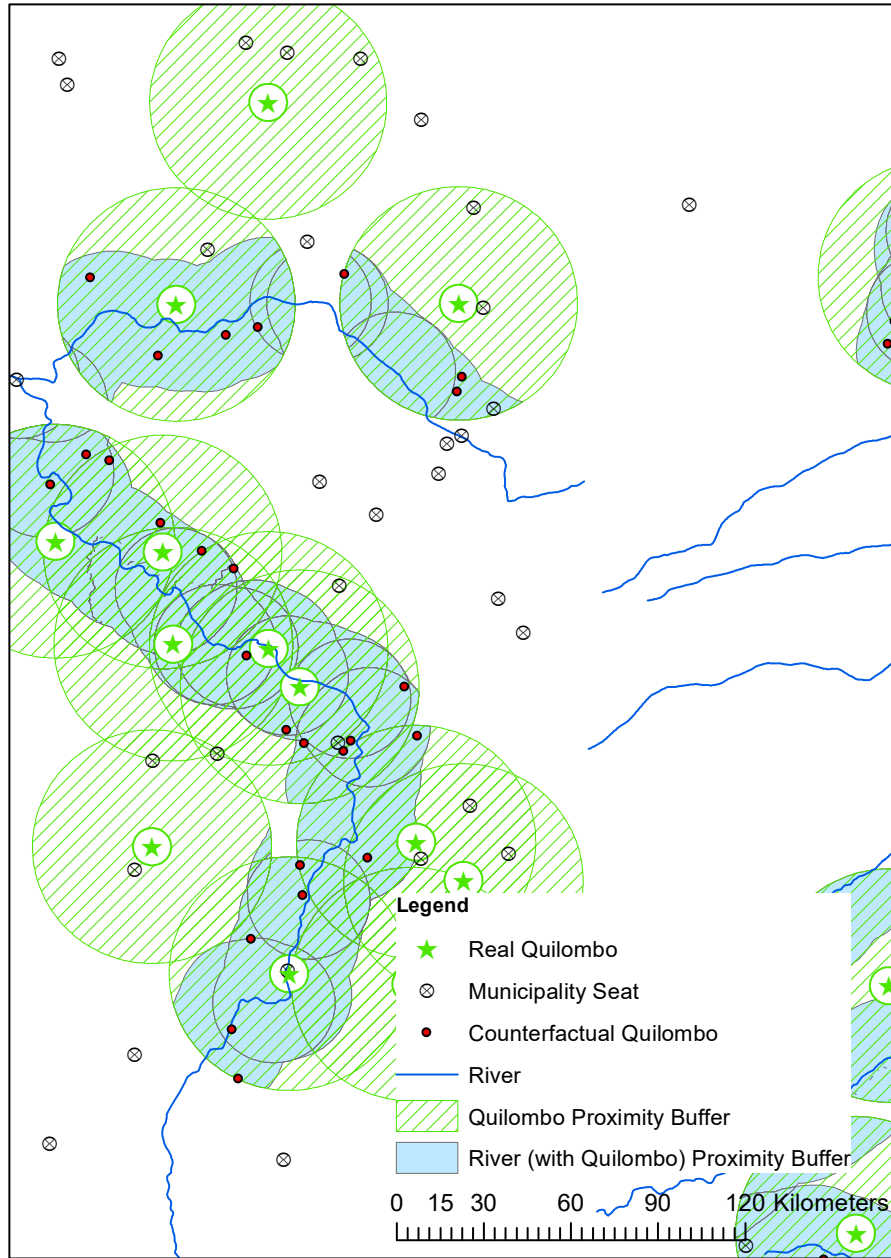 Legend
Real Quilombo
Municipality Seat
Counterfactual Quilombo
River
Quilombo Proximity Buffer
River (with Quilombo) Proximity Buffer
0 15 30 60 90 120 Kilometers